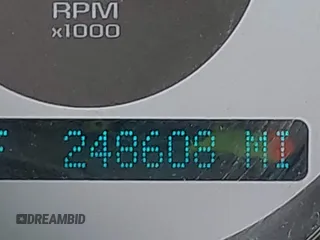 RPM
x1000
F 248608 MI
DREAMBID